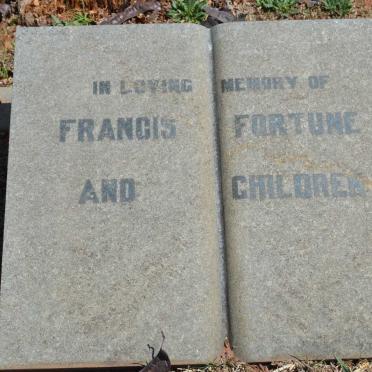 IN LOVING MEMORY OF
FRANCIS FORTUNE
AND CHILDREN